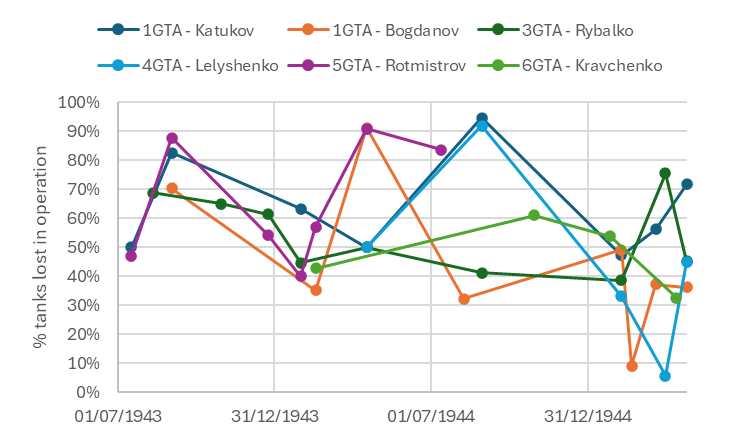 1GTA - Katukov 1GTA - Bogdanov 3GTA - Rybalko
4GTA - Lelyshenko 5GTA - Rotmistrov 6GTA - Kravchenko
% tanks lost in operation
100%
90%
80%
70%
60%
50%
40%
30%
20%
10%
0%
01/07/1943 31/12/1943 01/07/1944 31/12/1944